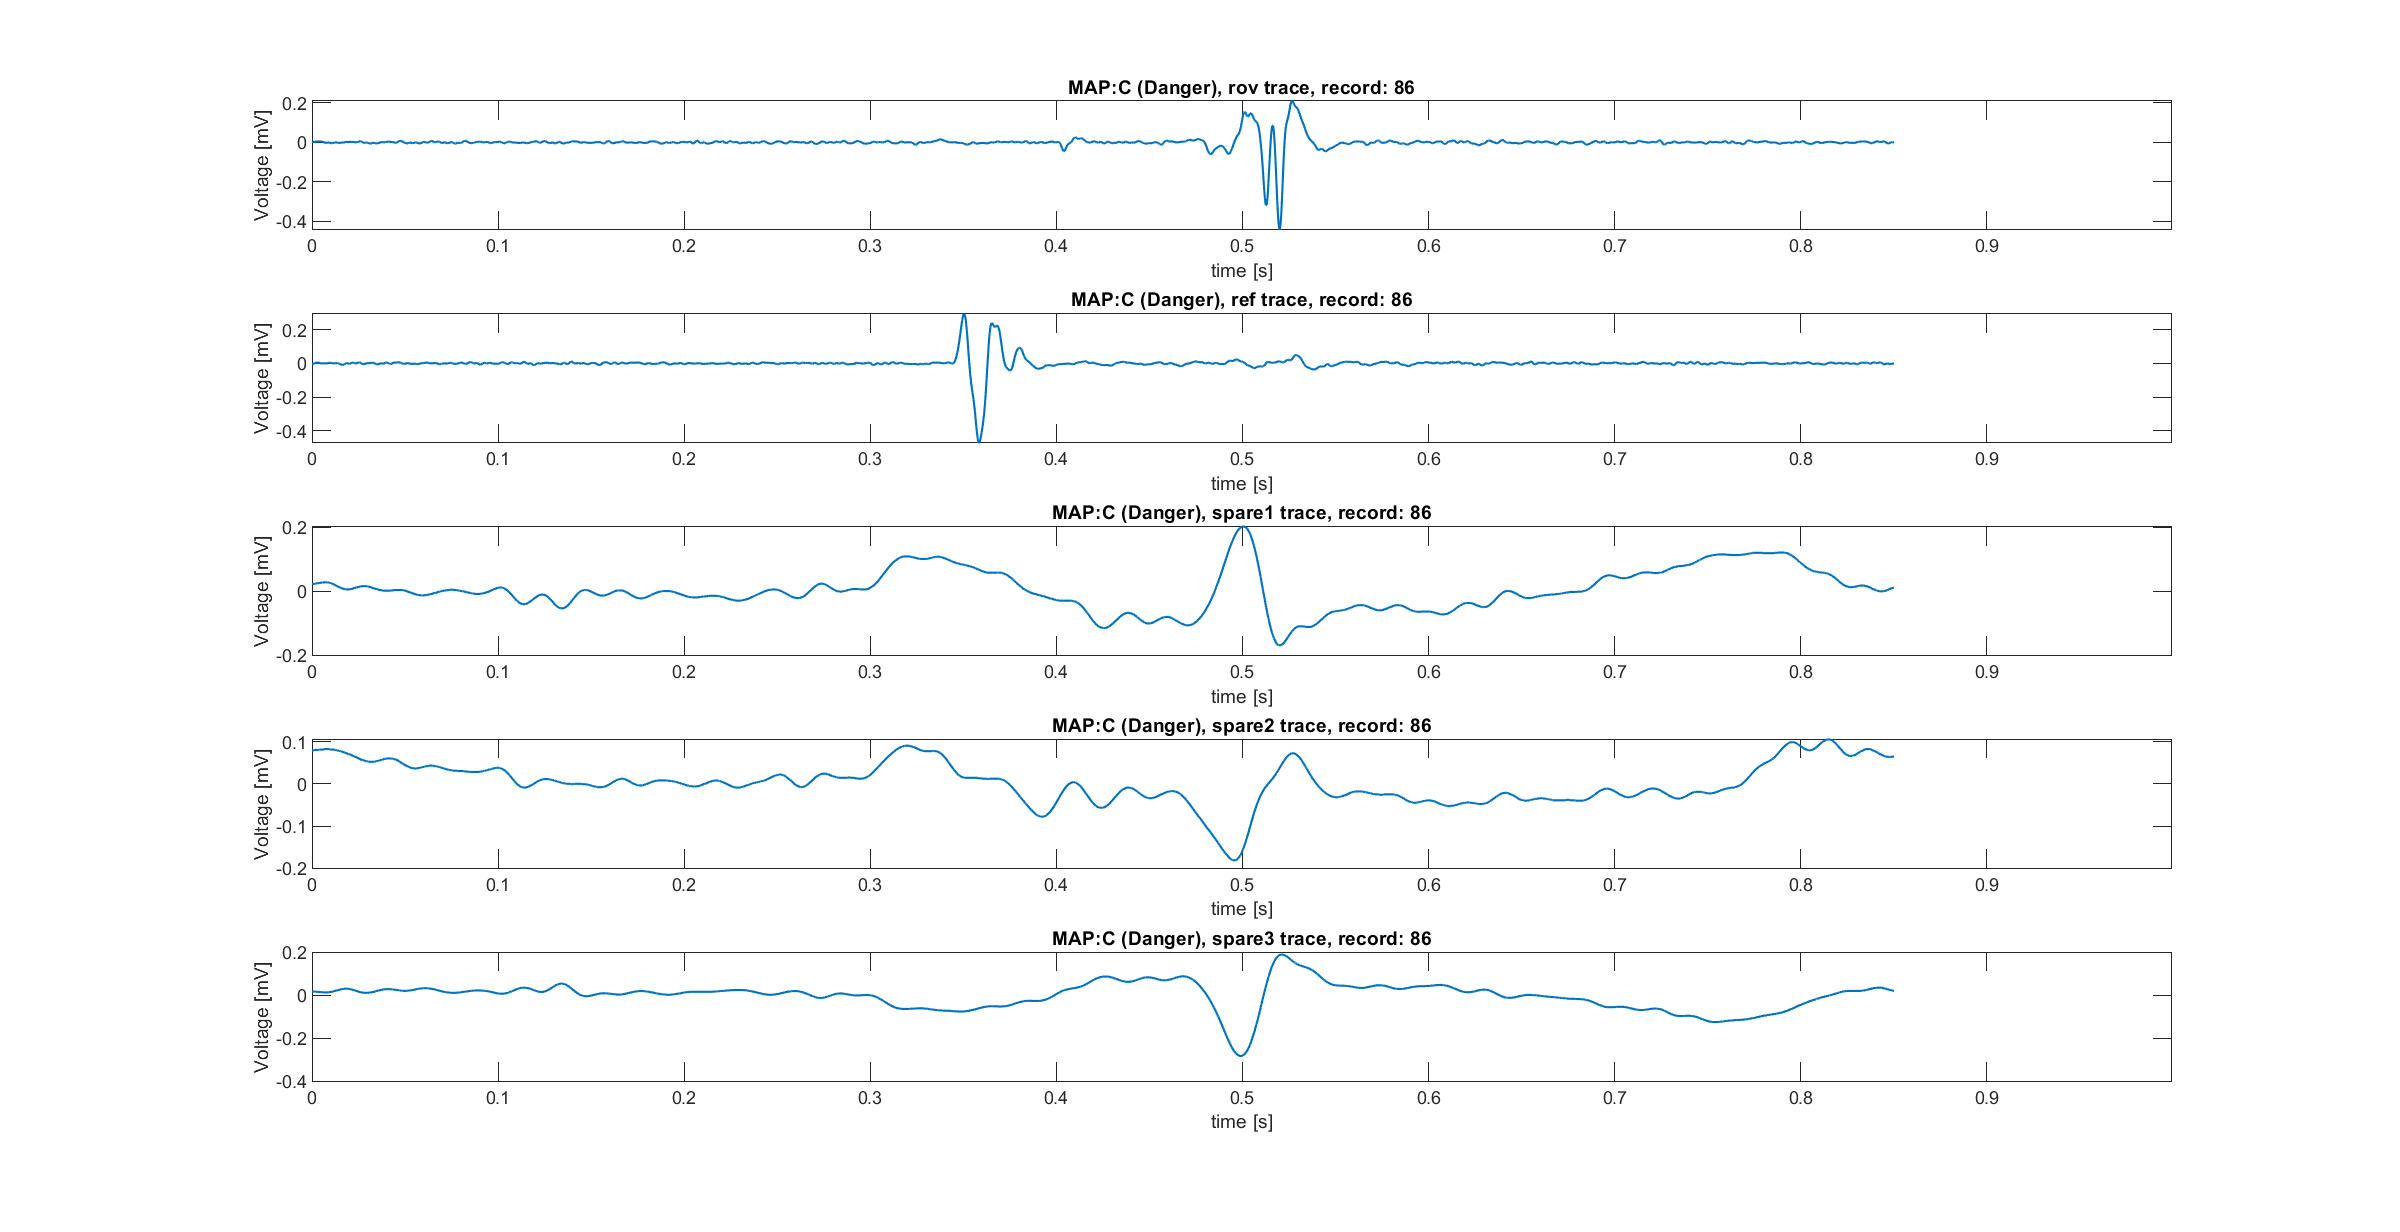 MAP:C (Danger), rov trace, record: 86
Voltage [mV]
0.2
0
-0.2
-0.4
0 0.1 0.2 0.3 0.4 0.5 0.6 0.7 0.8 0.9
time [s]
MAP:C (Danger), ref trace, record: 86
Voltage [mV]
0.2
0
-0.2
-0.4
0 0.1 0.2 0.3 0.4 0.5 0.6 0.7 0.8 0.9
time [s]
MAP:C (Danger), spare1 trace, record: 86
Voltage [mV]
0.2
0
-0.2
0 0.1 0.2 0.3 0.4 0.5 0.6 0.7 0.8 0.9
time [s]
MAP:C (Danger), spare2 trace, record: 86
Voltage [mV]
0.1
0
-0.1
-0.2
0 0.1 0.2 0.3 0.4 0.5 0.6 0.7 0.8 0.9
time [s]
MAP:C (Danger), spare3 trace, record: 86
Voltage [mV]
0.2
0
-0.2
-0.4
0 0.1 0.2 0.3 0.4 0.5 0.6 0.7 0.8 0.9
time [s]